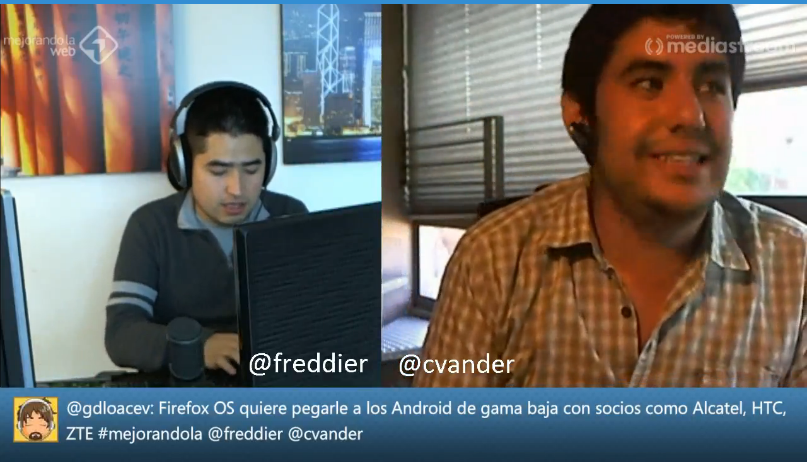 mejorandola
web
POWERED BY
mediastream
@freddier
@cvander
@gdloacev: Firefox OS quiere pegarle a los Android de gama baja con socios como Alcatel, HTC,
ZTE #mejorandola @freddier @cvander